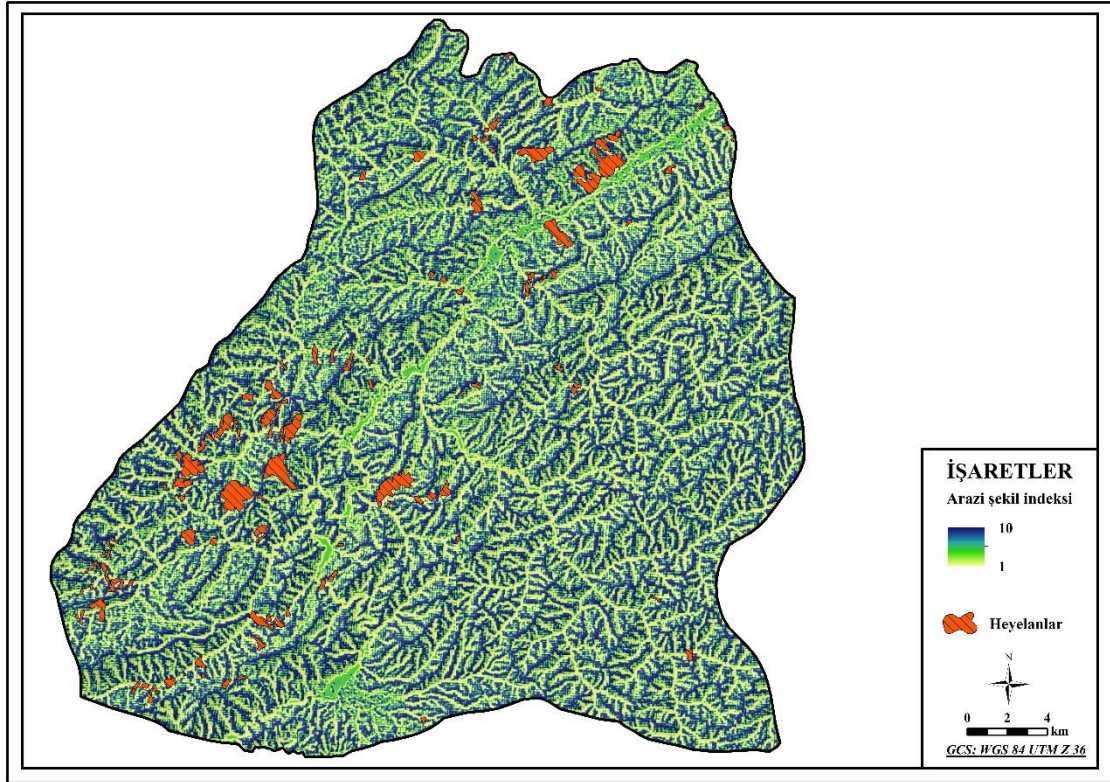 İŞARETLER
Arazi şekil indeksi
10
1
Heyelanlar
N
0 2 4
km
GCS: WGS 84 UTM Z 36